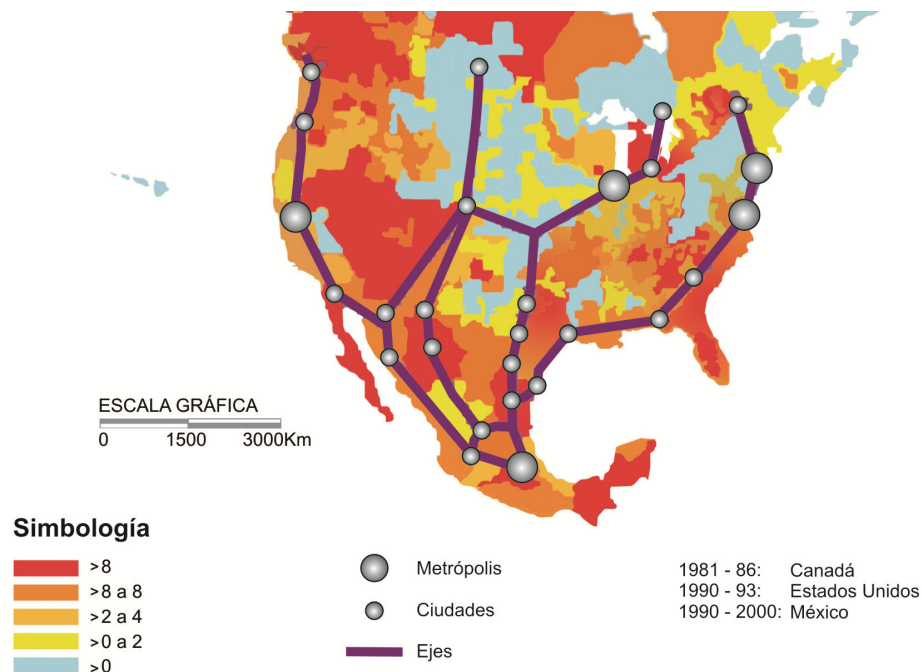 ESCALA GRÁFICA
0 1500 3000Km
Simbología
>8
>8 a 8
>2 a 4
>0 a 2
>0
Metrópolis
Ciudades
Ejes
1981 - 86: Canadá
1990 - 93: Estados Unidos
1990 - 2000: México